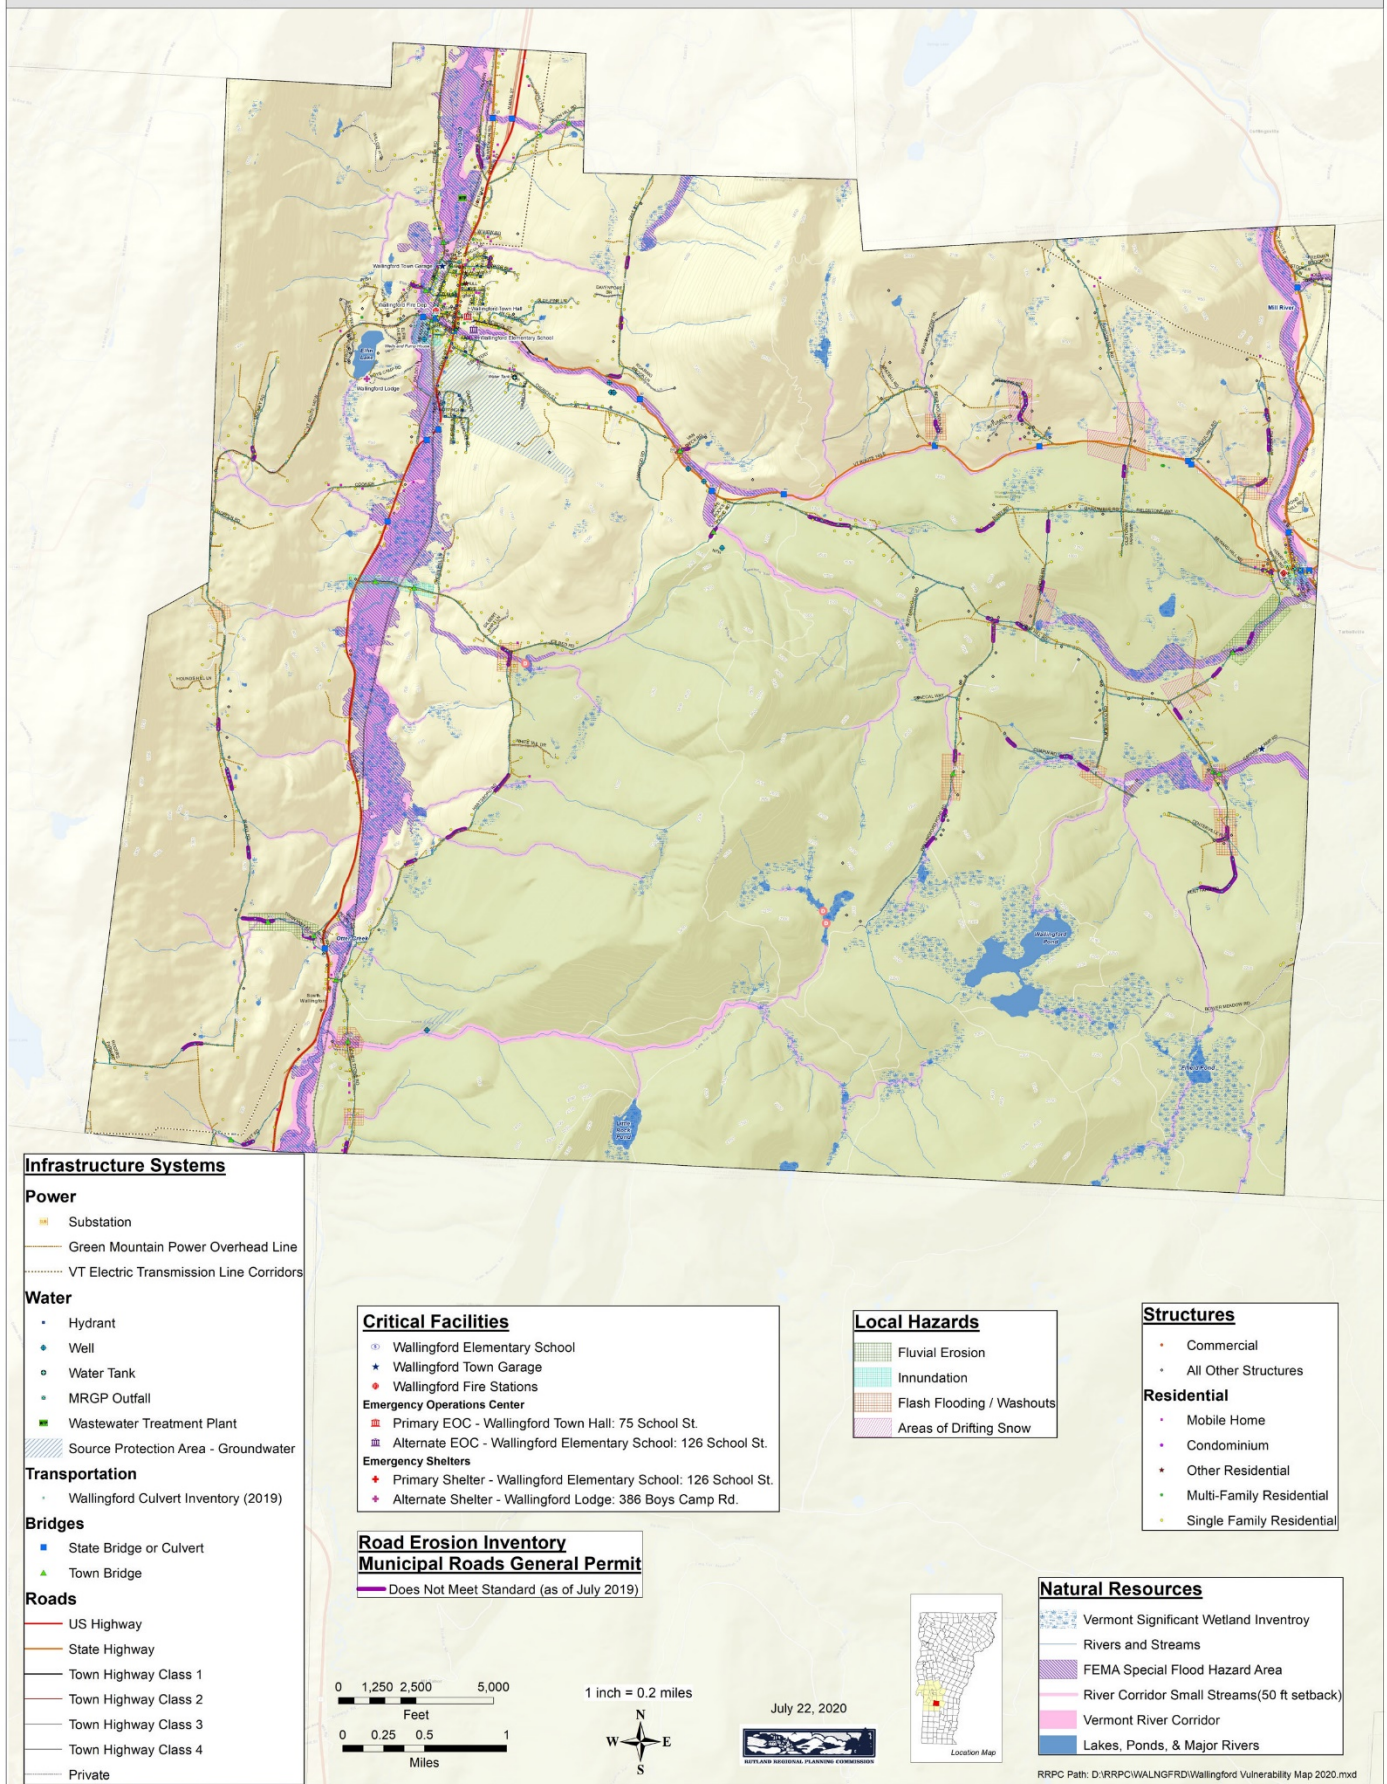 Wallingford Town Garage
Wallingford Town Hall
Wallingford Elementary School
Wallingford Lodge
Mill River
Otter Creek
South
Wallingford
Wallingford
Pond
Little
Rock
Pond
Infrastructure Systems
Power
Substation
Green Mountain Power Overhead Line
VT Electric Transmission Line Corridors
Water
Hydrant
Well
Water Tank
MRGP Outfall
Wastewater Treatment Plant
Source Protection Area - Groundwater
Transportation
Wallingford Culvert Inventory (2019)
Bridges
State Bridge or Culvert
Town Bridge
Roads
US Highway
State Highway
Town Highway Class 1
Town Highway Class 2
Town Highway Class 3
Town Highway Class 4
Private
Critical Facilities
Wallingford Elementary School
Wallingford Town Garage
Wallingford Fire Stations
Emergency Operations Center
Primary EOC - Wallingford Town Hall: 75 School St.
Alternate EOC - Wallingford Elementary School: 126 School St.
Emergency Shelters
Primary Shelter - Wallingford Elementary School: 126 School St.
Alternate Shelter - Wallingford Lodge: 386 Boys Camp Rd.
Road Erosion Inventory
Municipal Roads General Permit
Does Not Meet Standard (as of July 2019)
Local Hazards
Fluvial Erosion
Innundation
Flash Flooding / Washouts
Areas of Drifting Snow
Structures
Commercial
All Other Structures
Residential
Mobile Home
Condominium
Other Residential
Multi-Family Residential
Single Family Residential
Natural Resources
Vermont Significant Wetland Inventroy
Rivers and Streams
FEMA Special Flood Hazard Area
River Corridor Small Streams(50 ft setback)
Vermont River Corridor
Lakes, Ponds, & Major Rivers
0 1,250 2,500 5,000
Feet
0 0.25 0.5 1
Miles
1 inch = 0.2 miles
N
W E
S
July 22, 2020
RUTLAND REGIONAL PLANNING COMMISSION
Location Map
RRPC Path: D:\RRPC\WALNGFRD\Wallingford Vulnerability Map 2020.mxd